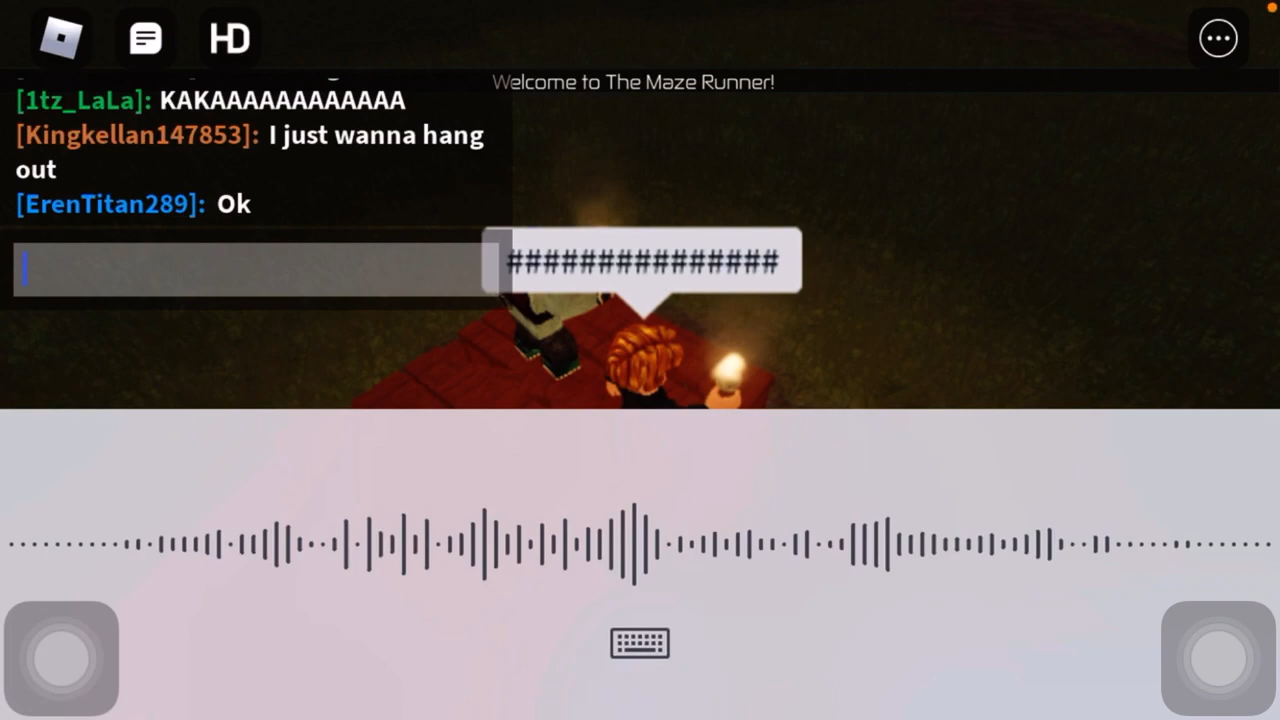 HD
Welcome to The Maze Runner!
[1tz_LaLa]: KAKAAAAAAAAAAAA
[Kingkellan147853]: I just wanna hang
out
[ErenTitan289]: Ok
###############